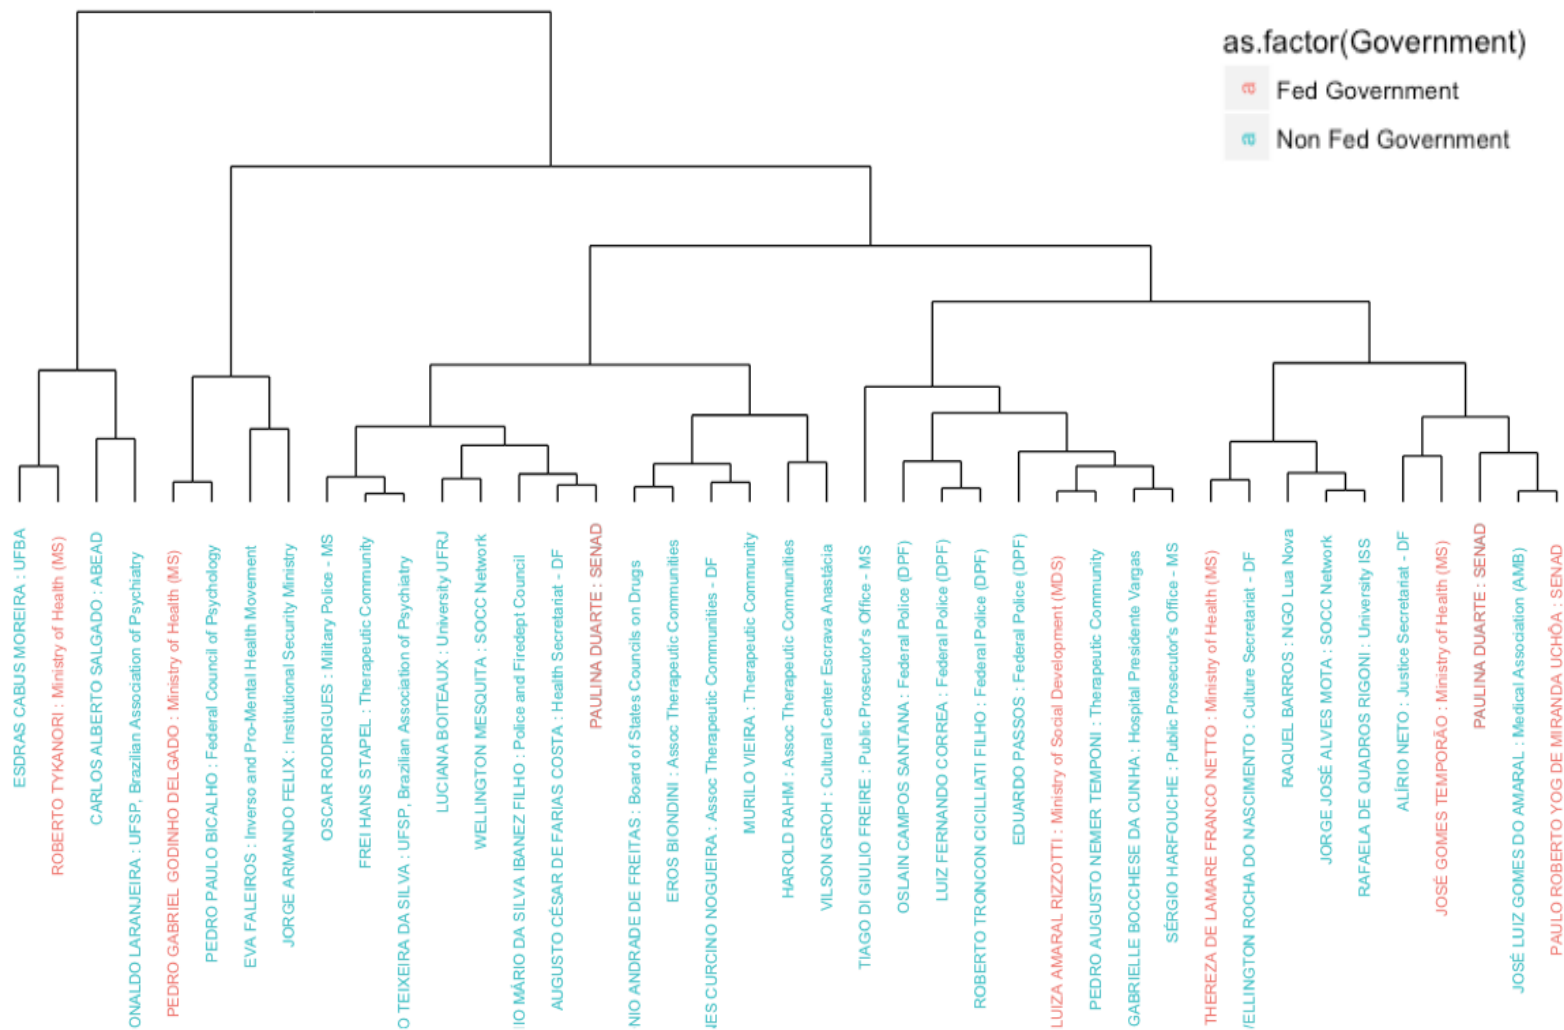 as.factor(Government)
a Fed Government
a Non Fed Government
ESDRAS CABUS MOREIRA : UFBA
ROBERTO TYKANORI : Ministry of Health (MS)
CARLOS ALBERTO SALGADO : ABEAD
ONALDO LARANJEIRA : UFSP, Brazilian Association of Psychiatry
PEDRO GABRIEL GODINHO DELGADO : Ministry of Health (MS)
PEDRO PAULO BICALHO : Federal Council of Psychology
EVA FALEIROS : Inverso and Pro-Mental Health Movement
JORGE ARMANDO FELIX : Institutional Security Ministry
OSCAR RODRIGUES : Military Police - MS
FREI HANS STAPEL : Therapeutic Community
O TEIXEIRA DA SILVA : UFSP, Brazilian Association of Psychiatry
LUCIANA BOITEAUX : University UFRJ
WELINGTON MESQUITA : SOCC Network
IO MÁRIO DA SILVA IBANEZ FILHO : Police and Firedept Council
AUGUSTO CÉSAR DE FARIAS COSTA : Health Secretariat - DF
PAULINA DUARTE : SENAD
NIO ANDRADE DE FREITAS : Board of States Councils on Drugs
EROS BIONDINI : Assoc Therapeutic Communities
NES CURCINO NOGUEIRA : Assoc Therapeutic Communities - DF
MURILO VIEIRA : Therapeutic Community
HAROLD RAHM : Assoc Therapeutic Communities
VILSON GROH : Cultural Center Escrava Anastácia
TIAGO DI GIULIO FREIRE : Public Prosecutor's Office - MS
OSLAIN CAMPOS SANTANA : Federal Police (DPF)
LUIZ FERNANDO CORREA : Federal Police (DPF)
ROBERTO TRONCON CICILLIATI FILHO : Federal Police (DPF)
EDUARDO PASSOS : Federal Police (DPF)
LUIZA AMARAL RIZZOTTI : Ministry of Social Development (MDS)
PEDRO AUGUSTO NEMER TEMPONI : Therapeutic Community
GABRIELLE BOCCHESE DA CUNHA : Hospital Presidente Vargas
SÉRGIO HARFOUCHE : Public Prosecutor's Office - MS
THEREZA DE LAMARE FRANCO NETTO : Ministry of Health (MS)
WELLINGTON ROCHA DO NASCIMENTO : Culture Secretariat - DF
RAQUEL BARROS : NGO Lua Nova
JORGE JOSÉ ALVES MOTA : SOCC Network
RAFAELA DE QUADROS RIGONI : University ISS
ALÍRIO NETO : Justice Secretariat - DF
JOSÉ GOMES TEMPORÃO : Ministry of Health (MS)
PAULINA DUARTE : SENAD
JOSÉ LUIZ GOMES DO AMARAL : Medical Association (AMB)
PAULO ROBERTO YOG DE MIRANDA UCHÔA : SENAD